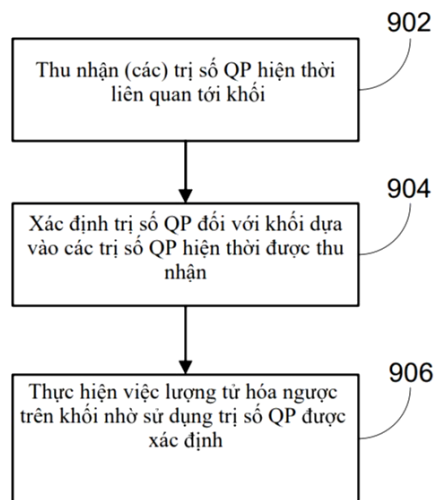 902
Thu nhận (các) trị số QP hiện thời
liên quan tới khối
904
Xác định trị số QP đối với khối dựa
vào các trị số QP hiện thời được thu
nhận
906
Thực hiện việc lượng tử hóa ngược
trên khối nhờ sử dụng trị số QP được
xác định